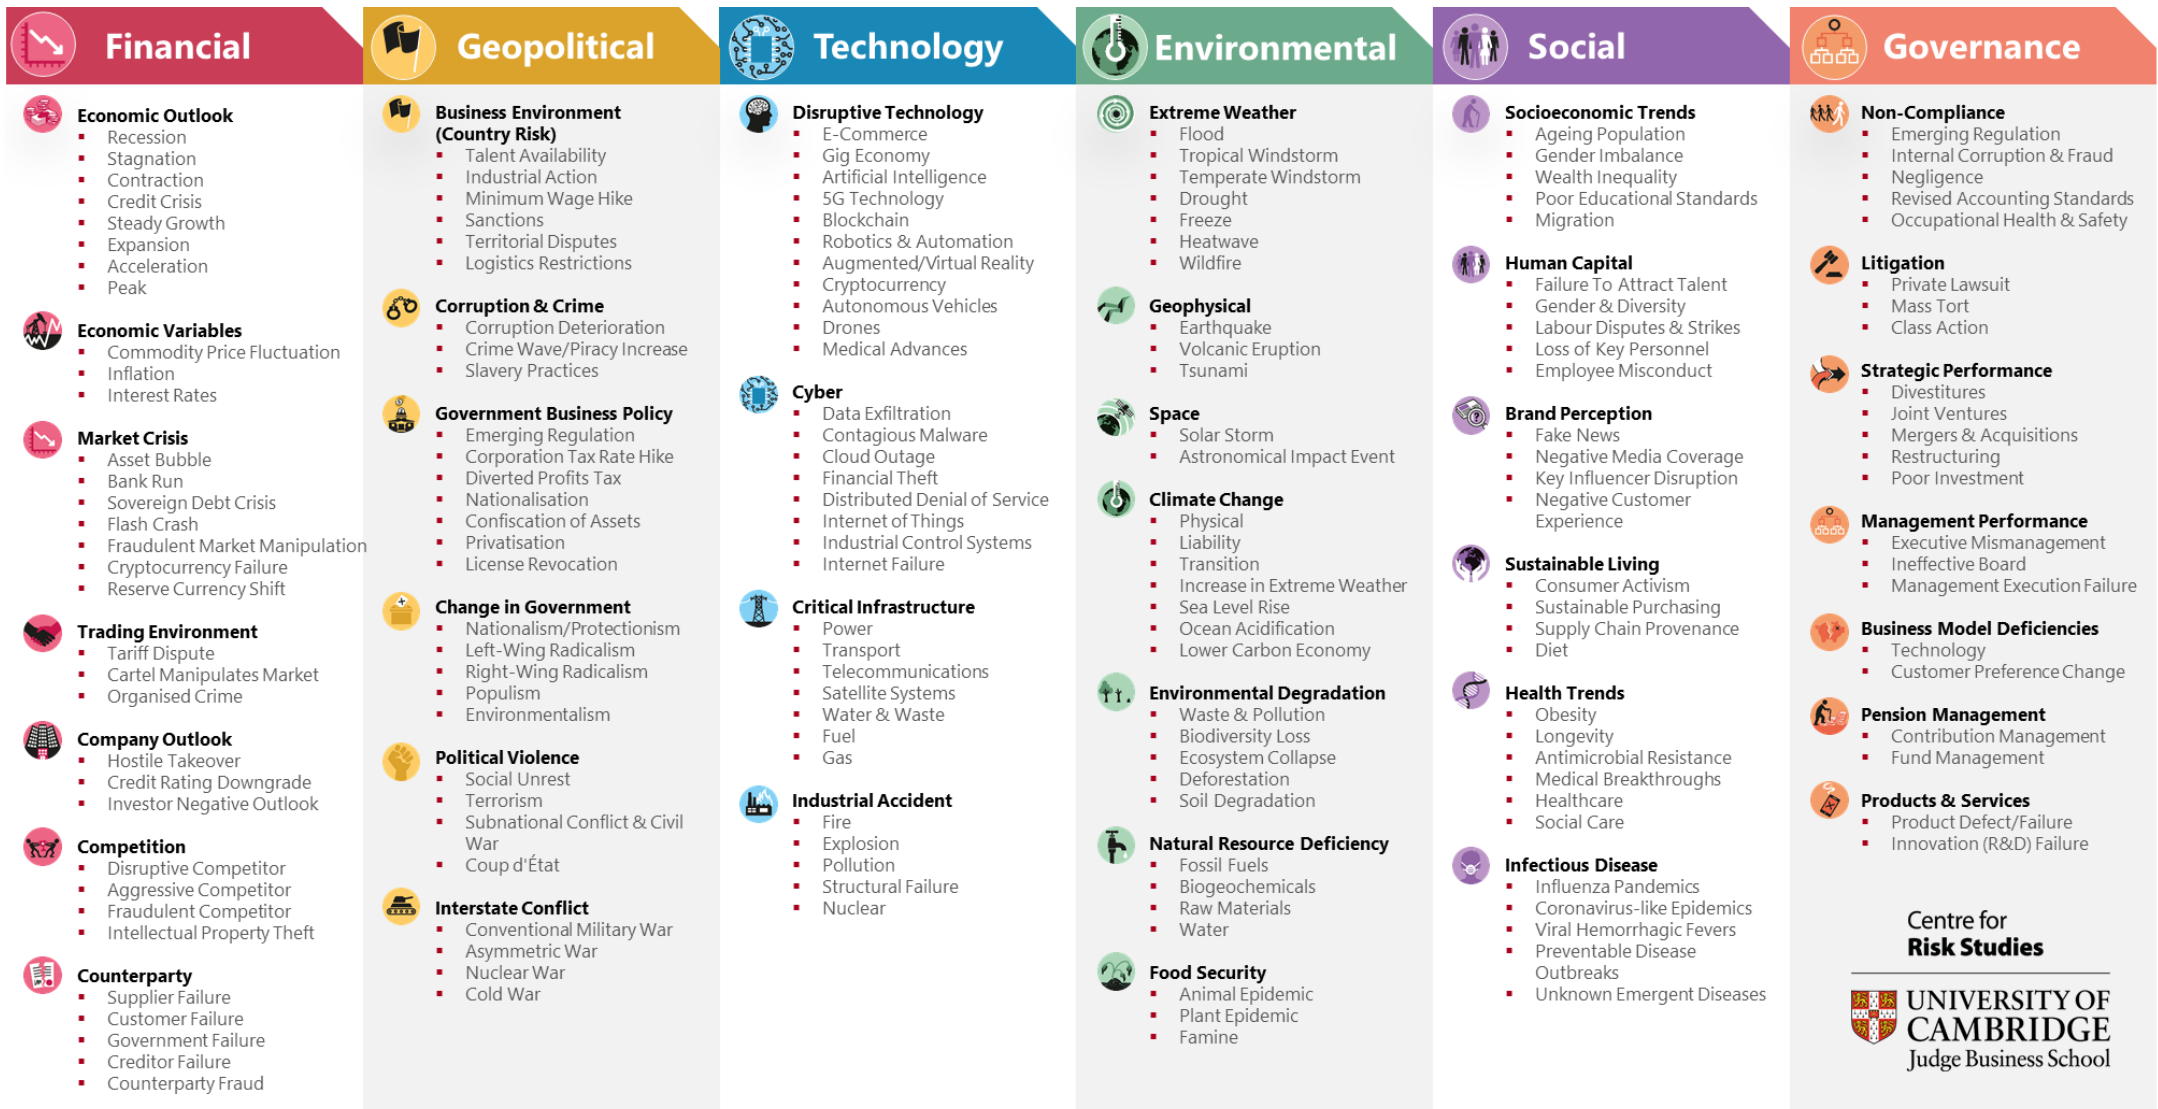 Financial
Economic Outlook
Recession
Stagnation
Contraction
Credit Crisis
Steady Growth
Expansion
Acceleration
Peak
Economic Variables
Commodity Price Fluctuation
Inflation
Interest Rates
Market Crisis
Asset Bubble
Bank Run
Sovereign Debt Crisis
Flash Crash
Fraudulent Market Manipulation
Cryptocurrency Failure
Reserve Currency Shift
Trading Environment
Tariff Dispute
Cartel Manipulates Market
Organised Crime
Company Outlook
Hostile Takeover
Credit Rating Downgrade
Investor Negative Outlook
Competition
Disruptive Competitor
Aggressive Competitor
Fraudulent Competitor
Intellectual Property Theft
Counterparty
Supplier Failure
Customer Failure
Government Failure
Creditor Failure
Counterparty Fraud
Geopolitical
Business Environment
(Country Risk)
Talent Availability
Industrial Action
Minimum Wage Hike
Sanctions
Territorial Disputes
Logistics Restrictions
Corruption & Crime
Corruption Deterioration
Crime Wave/Piracy Increase
Slavery Practices
Government Business Policy
Emerging Regulation
Corporation Tax Rate Hike
Diverted Profits Tax
Nationalisation
Confiscation of Assets
Privatisation
License Revocation
Change in Government
Nationalism/Protectionism
Left-Wing Radicalism
Right-Wing Radicalism
Populism
Environmentalism
Political Violence
Social Unrest
Terrorism
Subnational Conflict & Civil
War
Coup d'État
Interstate Conflict
Conventional Military War
Asymmetric War
Nuclear War
Cold War
Technology
Disruptive Technology
E-Commerce
Gig Economy
Artificial Intelligence
5G Technology
Blockchain
Robotics & Automation
Augmented/Virtual Reality
Cryptocurrency
Autonomous Vehicles
Drones
Medical Advances
Cyber
Data Exfiltration
Contagious Malware
Cloud Outage
Financial Theft
Distributed Denial of Service
Internet of Things
Industrial Control Systems
Internet Failure
Critical Infrastructure
Power
Transport
Telecommunications
Satellite Systems
Water & Waste
Fuel
Gas
Industrial Accident
Fire
Explosion
Pollution
Structural Failure
Nuclear
Environmental
Extreme Weather
Flood
Tropical Windstorm
Temperate Windstorm
Drought
Freeze
Heatwave
Wildfire
Geophysical
Earthquake
Volcanic Eruption
Tsunami
Space
Solar Storm
Astronomical Impact Event
Climate Change
Physical
Liability
Transition
Increase in Extreme Weather
Sea Level Rise
Ocean Acidification
Lower Carbon Economy
Environmental Degradation
Waste & Pollution
Biodiversity Loss
Ecosystem Collapse
Deforestation
Soil Degradation
Natural Resource Deficiency
Fossil Fuels
Biogeochemicals
Raw Materials
Water
Food Security
Animal Epidemic
Plant Epidemic
Famine
Social
Socioeconomic Trends
Ageing Population
Gender Imbalance
Wealth Inequality
Poor Educational Standards
Migration
Human Capital
Failure To Attract Talent
Gender & Diversity
Labour Disputes & Strikes
Loss of Key Personnel
Employee Misconduct
Brand Perception
Fake News
Negative Media Coverage
Key Influencer Disruption
Negative Customer
Experience
Sustainable Living
Consumer Activism
Sustainable Purchasing
Supply Chain Provenance
Diet
Health Trends
Obesity
Longevity
Antimicrobial Resistance
Medical Breakthroughs
Healthcare
Social Care
Infectious Disease
Influenza Pandemics
Coronavirus-like Epidemics
Viral Hemorrhagic Fevers
Preventable Disease
Outbreaks
Unknown Emergent Diseases
Governance
Non-Compliance
Emerging Regulation
Internal Corruption & Fraud
Negligence
Revised Accounting Standards
Occupational Health & Safety
Litigation
Private Lawsuit
Mass Tort
Class Action
Strategic Performance
Divestitures
Joint Ventures
Mergers & Acquisitions
Restructuring
Poor Investment
Management Performance
Executive Mismanagement
Ineffective Board
Management Execution Failure
Business Model Deficiencies
Technology
Customer Preference Change
Pension Management
Contribution Management
Fund Management
Products & Services
Product Defect/Failure
Innovation (R&D) Failure
Centre for
Risk Studies
UNIVERSITY OF
CAMBRIDGE
Judge Business School